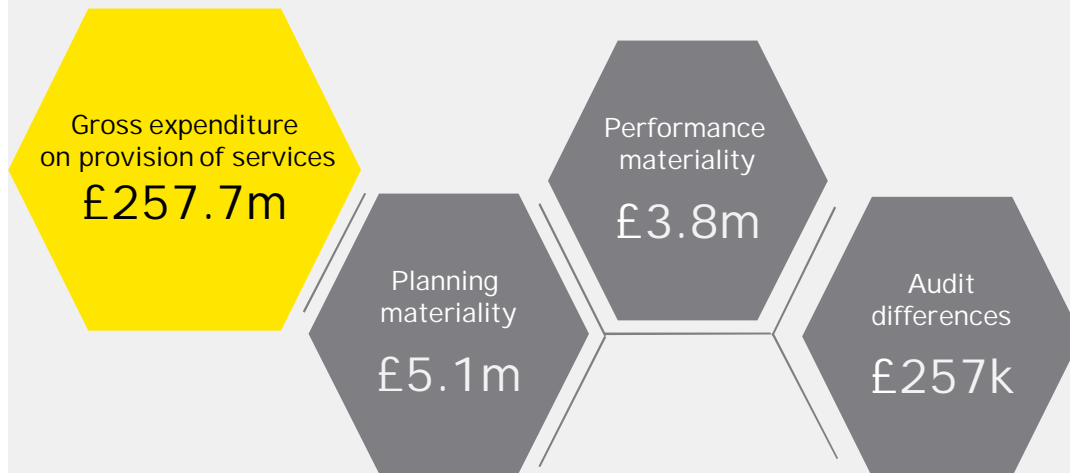 Gross expenditure
on provision of services
£257.7m
Planning
materiality
£5.1m
Performance
materiality
£3.8m
Audit
differences
£257k